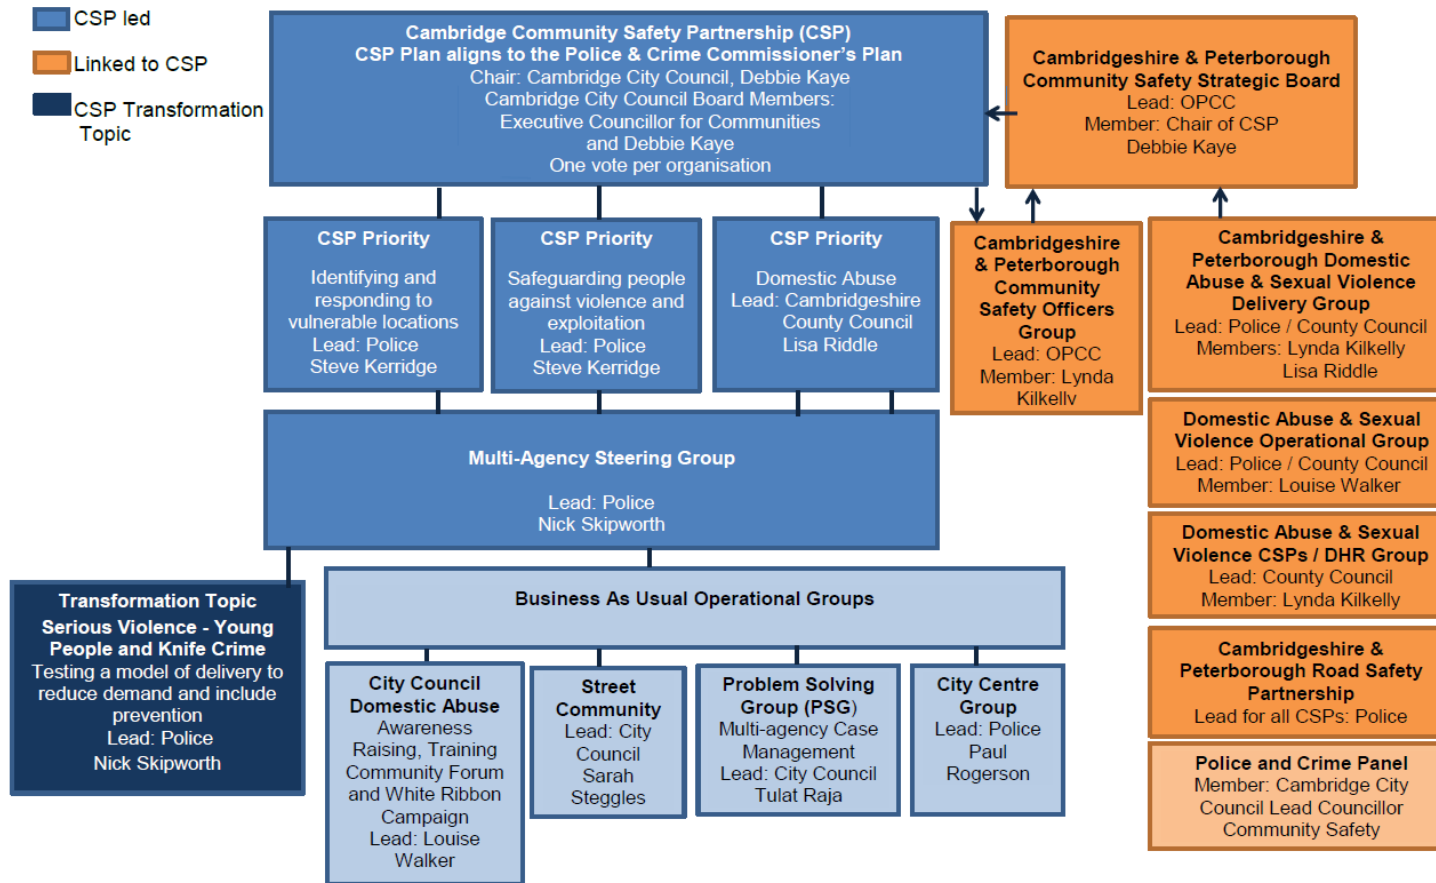 CSP led
Linked to CSP
CSP Transformation
Topic
Cambridge Community Safety Partnership (CSP)
CSP Plan aligns to the Police & Crime Commissioner's Plan
Chair: Cambridge City Council, Debbie Kaye
Cambridge City Council Board Members:
Executive Councillor for Communities
and Debbie Kaye
One vote per organisation
Cambridgeshire & Peterborough
Community Safety Strategic Board
Lead: OPCC
Member: Chair of CSP
Debbie Kaye
CSP Priority
Identifying and
responding to
vulnerable locations
Lead: Police
Steve Kerridge
CSP Priority
Safeguarding people
against violence and
exploitation
Lead: Police
Steve Kerridge
CSP Priority
Domestic Abuse
Lead: Cambridgeshire
County Council
Lisa Riddle
Cambridgeshire
& Peterborough
Community
Safety Officers
Group
Lead: OPCC
Member: Lynda
Kilkelly
Cambridgeshire &
Peterborough Domestic
Abuse & Sexual Violence
Delivery Group
Lead: Police / County Council
Members: Lynda Kilkelly
Lisa Riddle
Multi-Agency Steering Group
Lead: Police
Nick Skipworth
Domestic Abuse & Sexual
Violence Operational Group
Lead: Police / County Council
Member: Louise Walker
Domestic Abuse & Sexual
Violence CSPs / DHR Group
Lead: County Council
Member: Lynda Kilkelly
Transformation Topic
Serious Violence - Young
People and Knife Crime
Testing a model of delivery to
reduce demand and include
prevention
Lead: Police
Nick Skipworth
Business As Usual Operational Groups
City Council
Domestic Abuse
Awareness
Raising, Training
Community Forum
and White Ribbon
Campaign
Lead: Louise
Walker
Street
Community
Lead: City
Council
Sarah
Steggles
Problem Solving
Group (PSG)
Multi-agency Case
Management
Lead: City Council
Tulat Raja
City Centre
Group
Lead: Police
Paul
Rogerson
Cambridgeshire &
Peterborough Road Safety
Partnership
Lead for all CSPs: Police
Police and Crime Panel
Member: Cambridge City
Council Lead Councillor
Community Safety